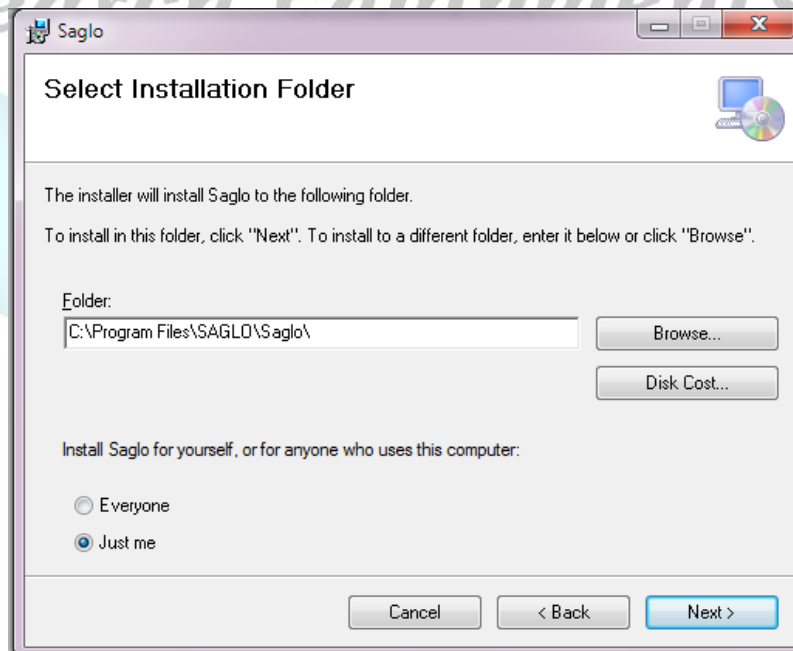 Saglo
Select Installation Folder
The installer will install Saglo to the following folder.
To install in this folder, click "Next". To install to a different folder, enter it below or click "Browse".
Folder:
C:\Program Files\SAGLO\Saglo\
Browse...
Disk Cost...
Install Saglo for yourself, or for anyone who uses this computer:
Everyone
Just me
Cancel
< Back
Next >